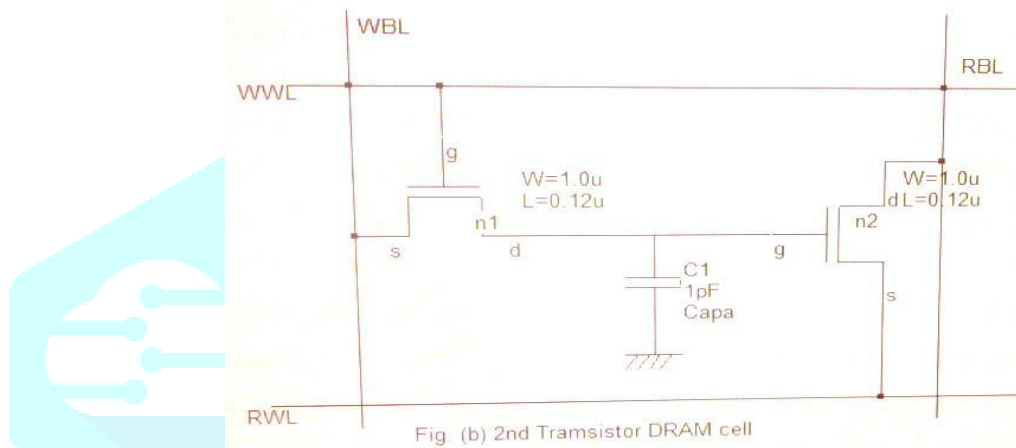 WBL
RBL
WWL
g
W=1.0u
L=0.12u
W=1.0u
d L=0.12u
n1
n2
s
d
g
C1
1pF
Capa
s
RWL
Fig. (b) 2nd Tramsistor DRAM cell